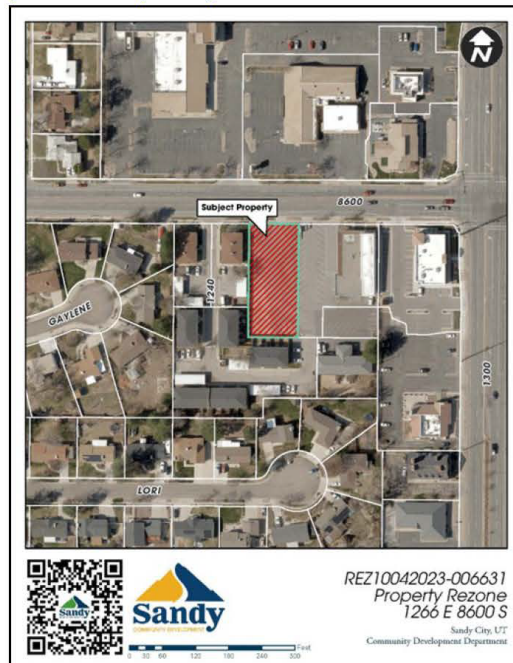 N
8600
Subject Property
1240
GAYLENE
1300
LORI
Sandy
Sandy
COMMUNITY DEVELOPMENT
Feet
0 30 60 120 180 240 300
REZ10042023-006631
Property Rezone
1266 E 8600 S
Sandy City, UT
Community Development Department